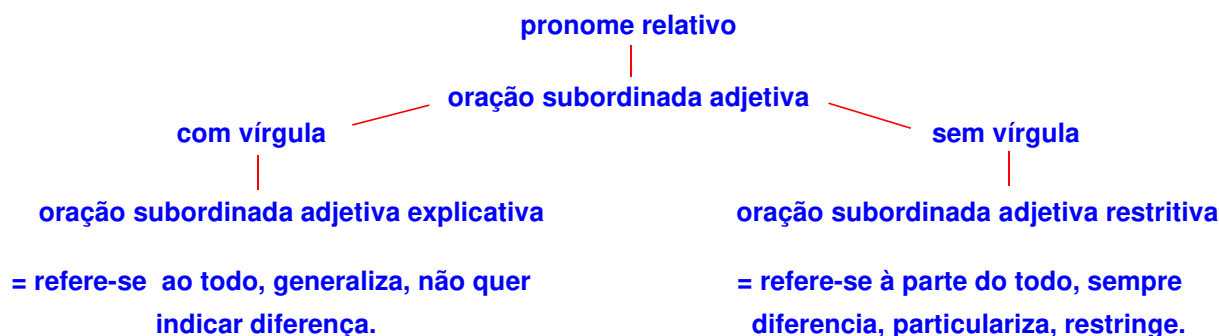 pronome relativo
oração subordinada adjetiva
com vírgula
sem vírgula
oração subordinada adjetiva explicativa
oração subordinada adjetiva restritiva
= refere-se ao todo, generaliza, não quer
indicar diferença.
= refere-se à parte do todo, sempre
diferencia, particulariza, restringe.